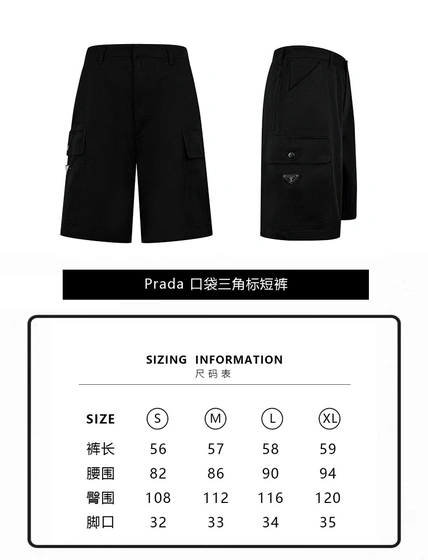 Prada 口袋三角标短裤
SIZING INFORMATION
尺码表
SIZE S M L XL
裤长 56 57 58 59
腰围 82 86 90 94
臀围 108 112 116 120
脚口 32 33 34 35